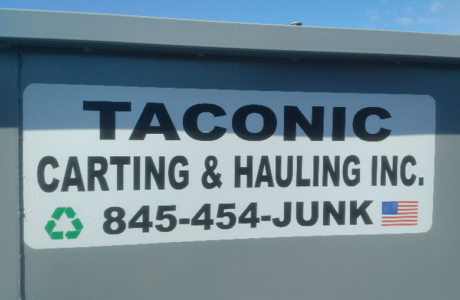 TACONIC
CARTING & HAULING INC.
845-454-JUNK